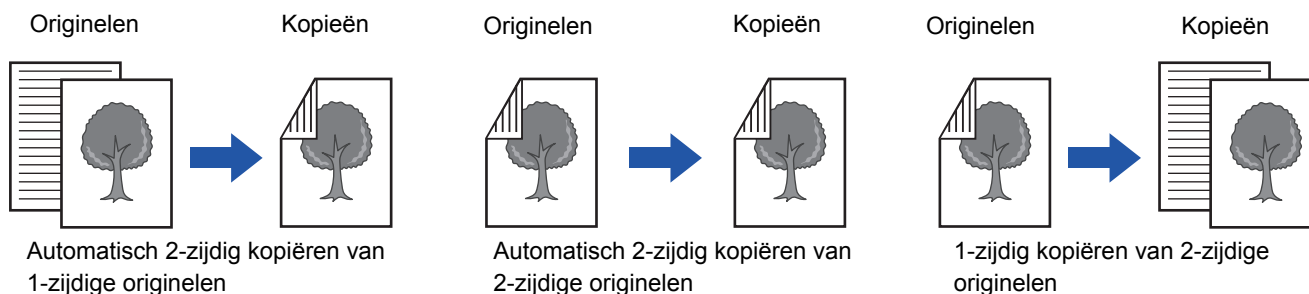 Originelen
Kopieën
Originelen
Kopieën
Originelen
Kopieën
Automatisch 2-zijdig kopiëren van
1-zijdige originelen
Automatisch 2-zijdig kopiëren van
2-zijdige originelen
1-zijdig kopiëren van 2-zijdige
originelen